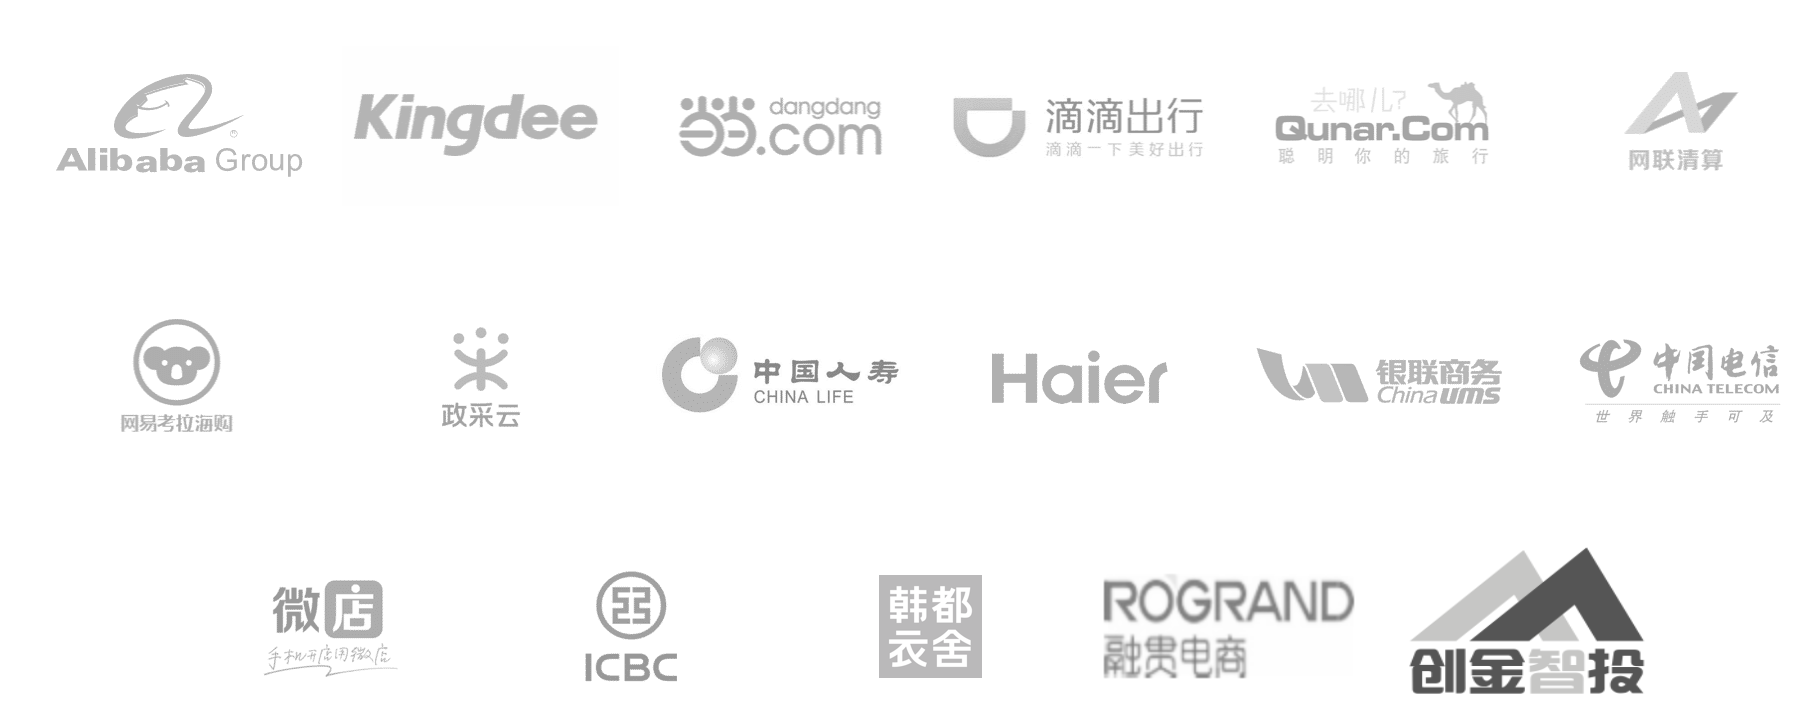 Alibaba Group
Kingdee
当当.com
dangdang
滴滴出行
滴滴一下 美好出行
去哪儿?
Qunar.Com
聪明你的旅行
网联清算
网易考拉海购
政采云
中国人寿
CHINA LIFE
Haier
银联商务
China ums
中国电信
CHINA TELECOM
世界触手可及
微店
手机开店用微店
ICBC
韩都
衣舍
ROGRAND
融贯电商
创金智投